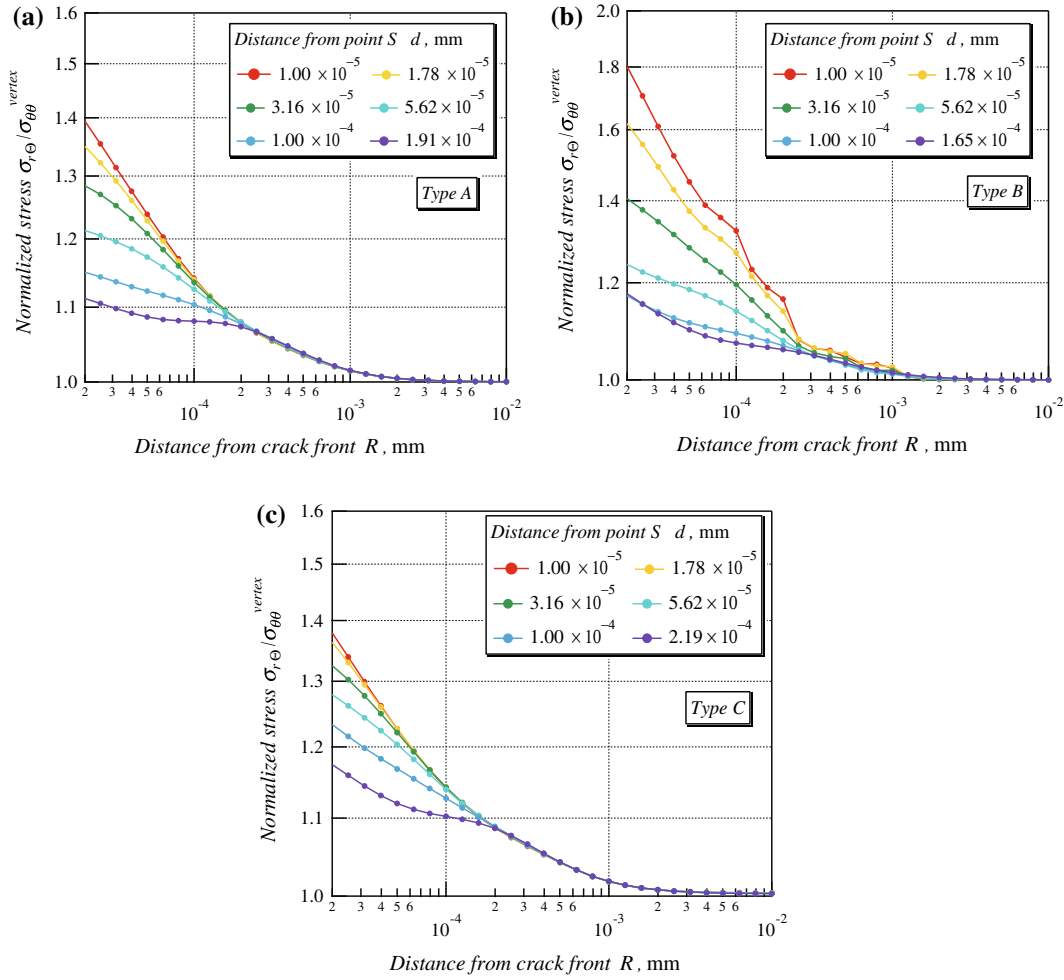 (a)
Normalized stress σrΘ/σθθ^vertex
1.6
1.5
1.4
1.3
1.2
1.1
1.0
Distance from point S d , mm
1.00 ×10⁻⁵ 1.78 ×10⁻⁵
3.16 ×10⁻⁵ 5.62 ×10⁻⁵
1.00 ×10⁻⁴ 1.91 ×10⁻⁴
Type A
2 3 4 5 6 10⁻⁴ 2 3 4 5 6 10⁻³ 2 3 4 5 6 10⁻²
Distance from crack front R , mm
(b)
Normalized stress σrΘ/σθθ^vertex
2.0
1.8
1.6
1.4
1.2
1.0
Distance from point S d , mm
1.00 ×10⁻⁵ 1.78 ×10⁻⁵
3.16 ×10⁻⁵ 5.62 ×10⁻⁵
1.00 ×10⁻⁴ 1.65 ×10⁻⁴
Type B
2 3 4 5 6 10⁻⁴ 2 3 4 5 6 10⁻³ 2 3 4 5 6 10⁻²
Distance from crack front R , mm
(c)
Normalized stress σrΘ/σθθ^vertex
1.6
1.5
1.4
1.3
1.2
1.1
1.0
Distance from point S d , mm
1.00 ×10⁻⁵ 1.78 ×10⁻⁵
3.16 ×10⁻⁵ 5.62 ×10⁻⁵
1.00 ×10⁻⁴ 2.19 ×10⁻⁴
Type C
2 3 4 5 6 10⁻⁴ 2 3 4 5 6 10⁻³ 2 3 4 5 6 10⁻²
Distance from crack front R , mm